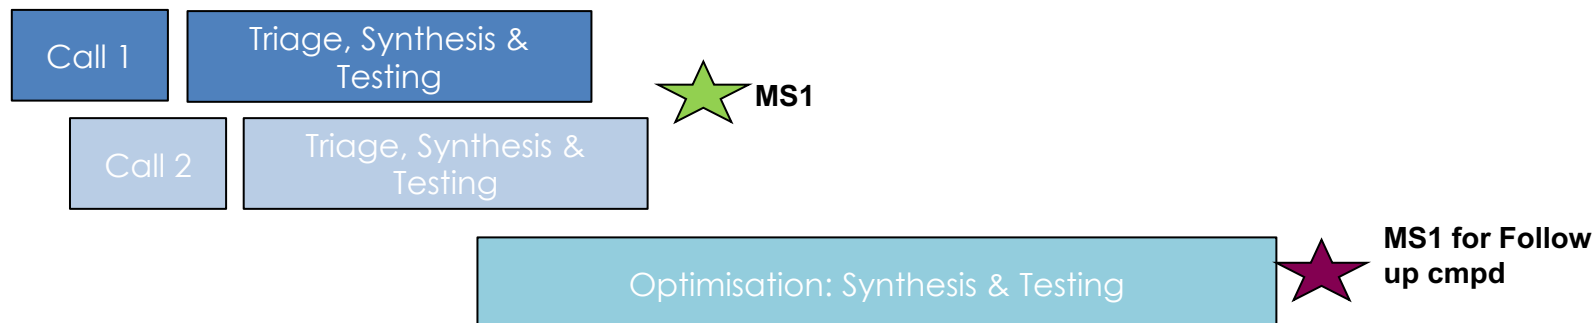 Call 1
Triage, Synthesis &
Testing
MS1
Call 2
Triage, Synthesis &
Testing
MS1 for Follow
up cmpd
Optimisation: Synthesis & Testing